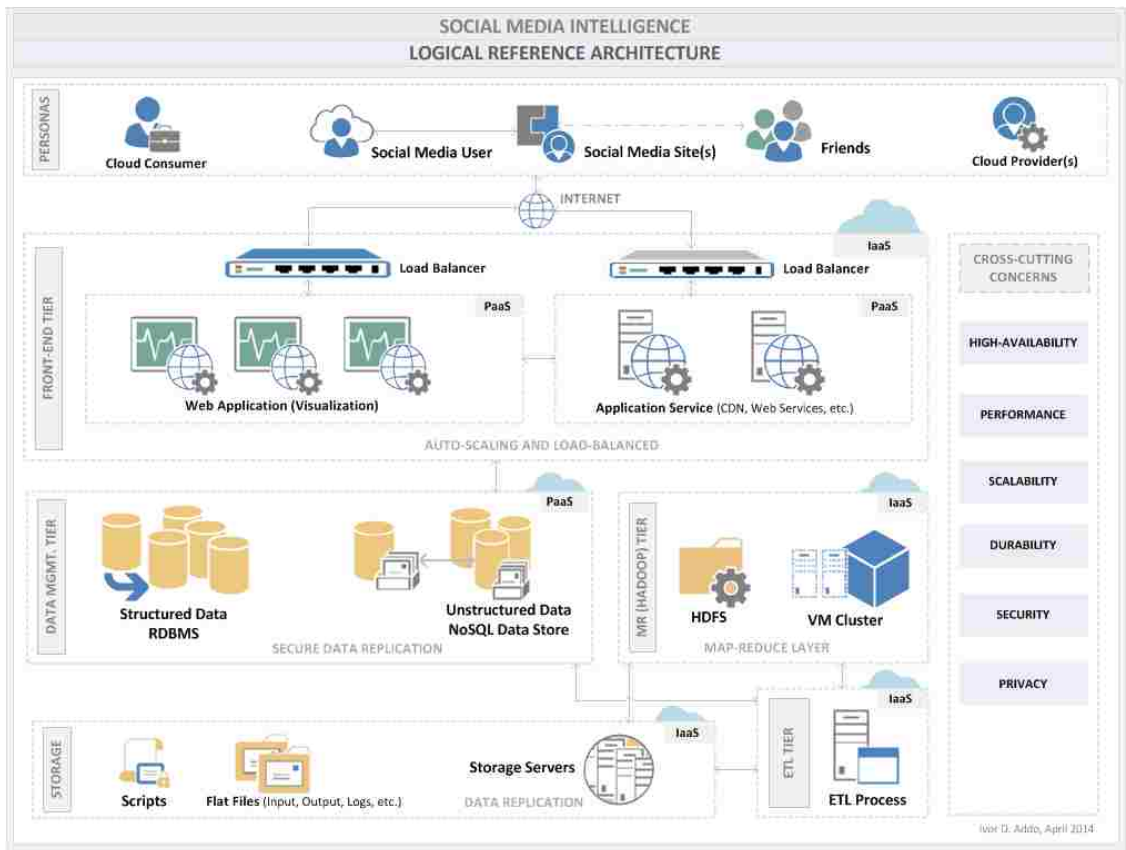 SOCIAL MEDIA INTELLIGENCE
LOGICAL REFERENCE ARCHITECTURE
PERSONAS
Cloud Consumer
Social Media User
Social Media Site(s)
Friends
Cloud Provider(s)
INTERNET
FRONT-END TIER
IaaS
Load Balancer
Load Balancer
PaaS
PaaS
Web Application (Visualization)
Application Service (CDN, Web Services, etc.)
AUTO-SCALING AND LOAD-BALANCED
CROSS-CUTTING
CONCERNS
HIGH-AVAILABILITY
PERFORMANCE
SCALABILITY
DURABILITY
SECURITY
PRIVACY
DATA MGMT. TIER
PaaS
Structured Data
RDBMS
Unstructured Data
NoSQL Data Store
SECURE DATA REPLICATION
MR (HADOOP) TIER
IaaS
HDFS
VM Cluster
MAP-REDUCE LAYER
STORAGE
IaaS
Scripts
Flat Files (Input, Output, Logs, etc.)
Storage Servers
DATA REPLICATION
ETL TIER
IaaS
ETL Process
Ivor D. Addo, April 2014